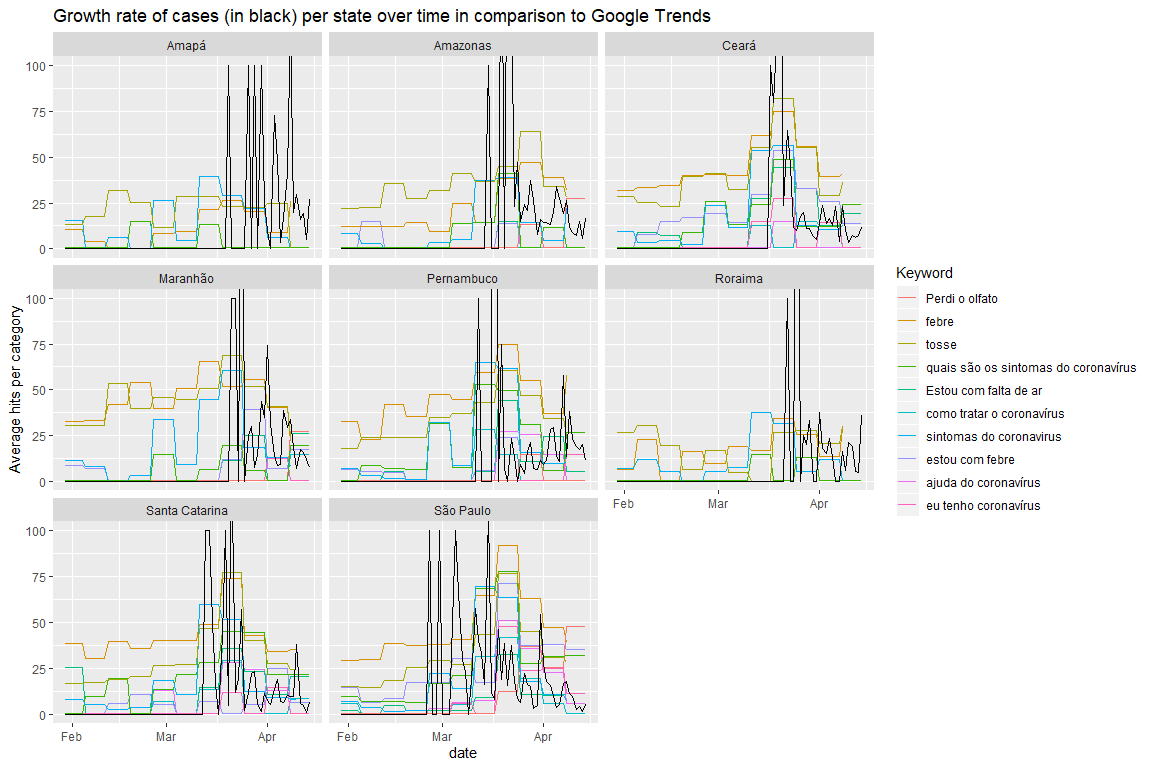 Growth rate of cases (in black) per state over time in comparison to Google Trends
Amapá
Amazonas
Ceará
100
75
50
25
0
Maranhão
Pernambuco
Roraima
100
75
50
25
0
Feb
Mar
Apr
Santa Catarina
São Paulo
100
75
50
25
0
Feb
Mar
Apr
Feb
Mar
Apr
date
Average hits per category
Keyword
Perdi o olfato
febre
tosse
quais são os sintomas do coronavírus
Estou com falta de ar
como tratar o coronavírus
sintomas do coronavirus
estou com febre
ajuda do coronavírus
eu tenho coronavírus